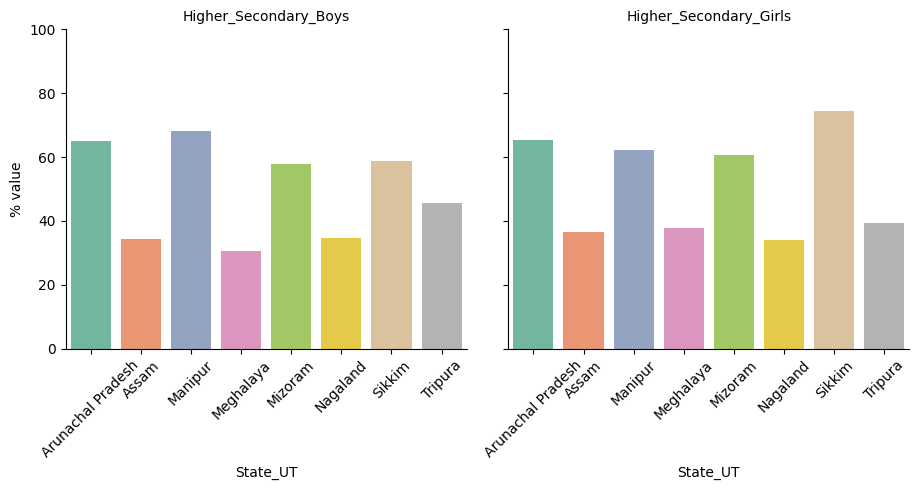 Higher_Secondary_Boys
Higher_Secondary_Girls
% value
100
80
60
40
20
0
Arunachal Pradesh
Assam
Manipur
Meghalaya
Mizoram
Nagaland
Sikkim
Tripura
State_UT
Arunachal Pradesh
Assam
Manipur
Meghalaya
Mizoram
Nagaland
Sikkim
Tripura
State_UT